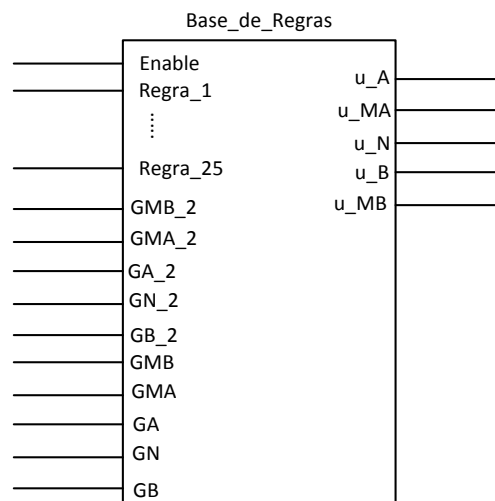 Base_de_Regras
Enable
Regra_1
Regra_25
GMB_2
GMA_2
GA_2
GN_2
GB_2
GMB
GMA
GA
GN
GB
u_A
u_MA
u_N
u_B
u_MB